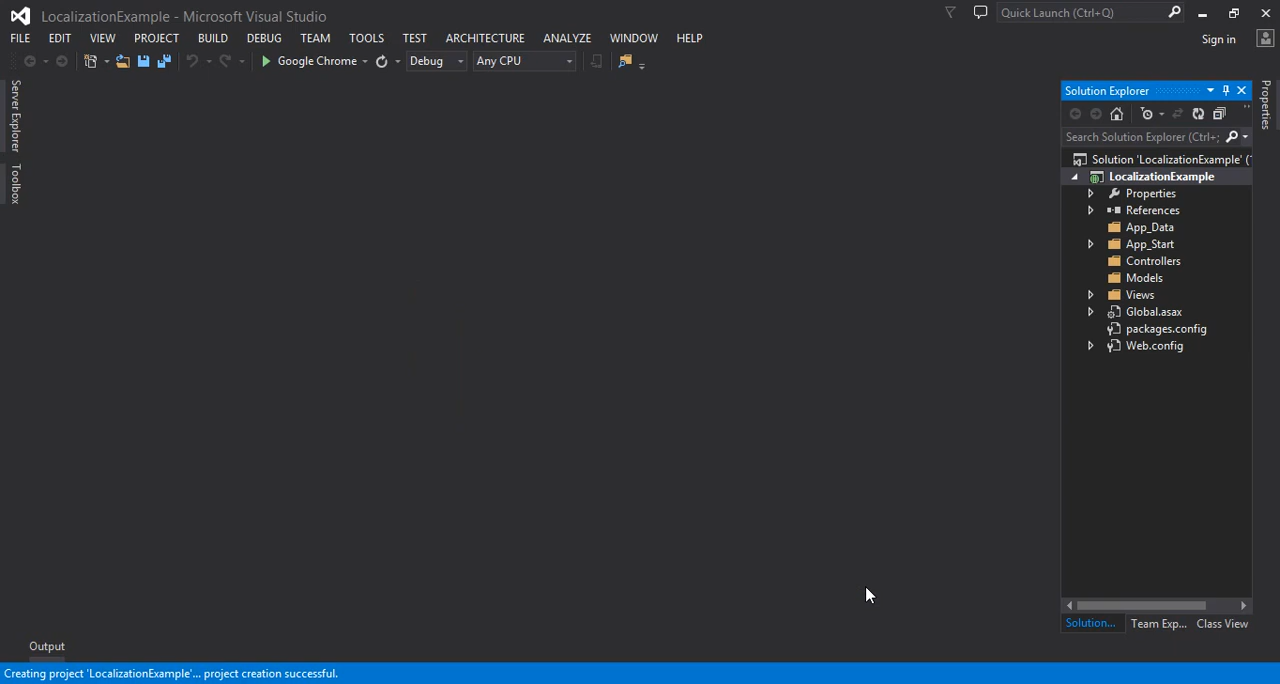 LocalizationExample - Microsoft Visual Studio
Quick Launch (Ctrl+Q)
FILE EDIT VIEW PROJECT BUILD DEBUG TEAM TOOLS TEST ARCHITECTURE ANALYZE WINDOW HELP
Sign in
Google Chrome Debug Any CPU
Server Explorer
Toolbox
Solution Explorer
Properties
Search Solution Explorer (Ctrl+;
Solution 'LocalizationExample' (
LocalizationExample
Properties
References
App_Data
App_Start
Controllers
Models
Views
Global.asax
packages.config
Web.config
Solution... Team Exp... Class View
Output
Creating project 'LocalizationExample'... project creation successful.